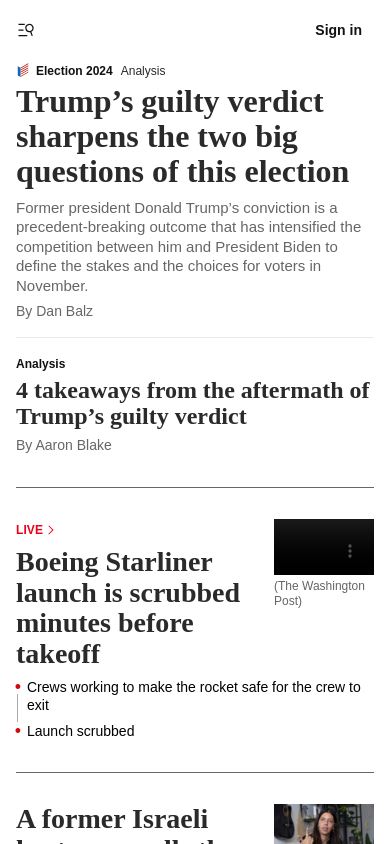 Sign in
Election 2024 Analysis
Trump’s guilty verdict
sharpens the two big
questions of this election
Former president Donald Trump’s conviction is a
precedent-breaking outcome that has intensified the
competition between him and President Biden to
define the stakes and the choices for voters in
November.
By Dan Balz
Analysis
4 takeaways from the aftermath of
Trump’s guilty verdict
By Aaron Blake
LIVE
Boeing Starliner
launch is scrubbed
minutes before
takeoff
(The Washington
Post)
Crews working to make the rocket safe for the crew to
exit
Launch scrubbed
A former Israeli